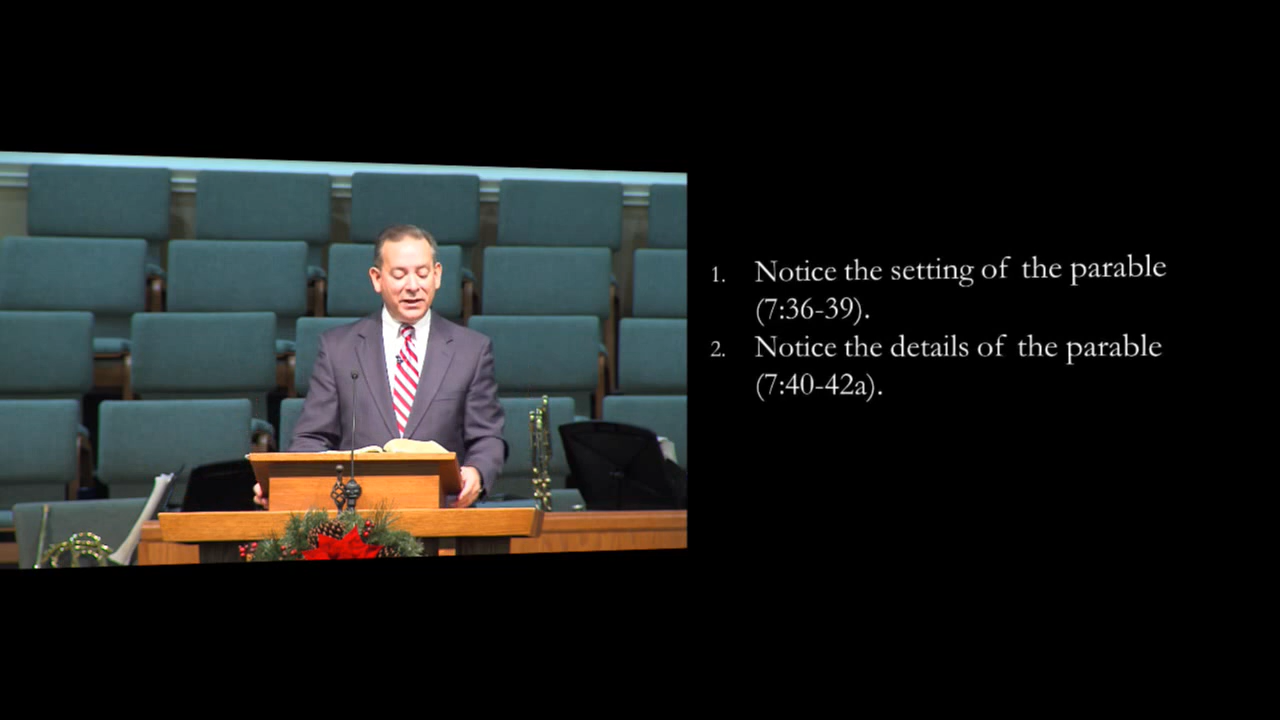 1. Notice the setting of the parable
(7:36-39).
2. Notice the details of the parable
(7:40-42a).